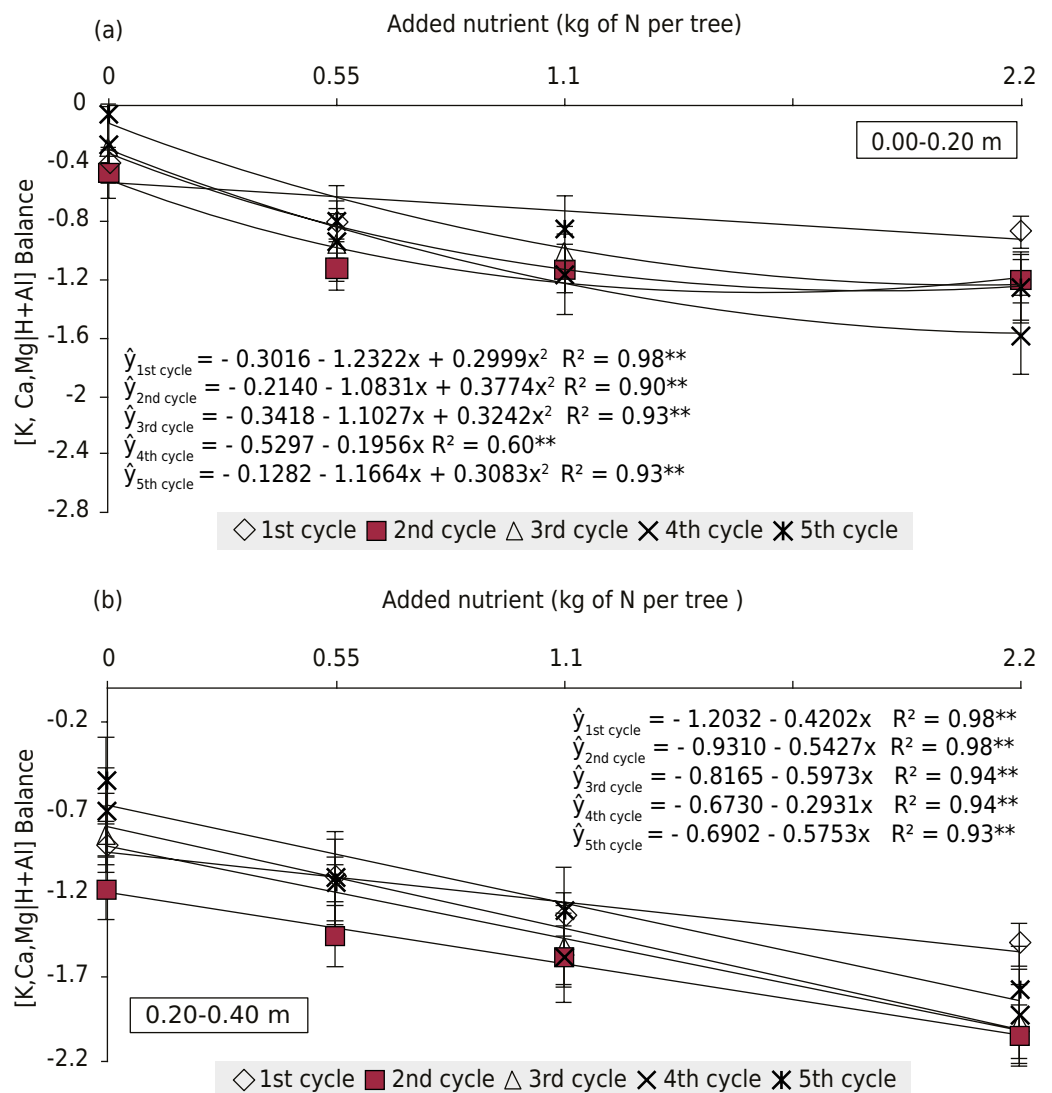 (a)
Added nutrient (kg of N per tree)
0 0.55 1.1 2.2
0
-0.4
-0.8
-1.2
-1.6
-2
-2.4
-2.8
[K, Ca,Mg|H+Al] Balance
0.00-0.20 m
ŷ1st cycle = - 0.3016 - 1.2322x + 0.2999x² R² = 0.98**
ŷ2nd cycle = - 0.2140 - 1.0831x + 0.3774x² R² = 0.90**
ŷ3rd cycle = - 0.3418 - 1.1027x + 0.3242x² R² = 0.93**
ŷ4th cycle = - 0.5297 - 0.1956x R² = 0.60**
ŷ5th cycle = - 0.1282 - 1.1664x + 0.3083x² R² = 0.93**
1st cycle 2nd cycle 3rd cycle 4th cycle 5th cycle
(b)
Added nutrient (kg of N per tree )
0 0.55 1.1 2.2
-0.2
-0.7
-1.2
-1.7
-2.2
[K,Ca,Mg|H+Al] Balance
ŷ1st cycle = - 1.2032 - 0.4202x R² = 0.98**
ŷ2nd cycle = - 0.9310 - 0.5427x R² = 0.98**
ŷ3rd cycle = - 0.8165 - 0.5973x R² = 0.94**
ŷ4th cycle = - 0.6730 - 0.2931x R² = 0.94**
ŷ5th cycle = - 0.6902 - 0.5753x R² = 0.93**
0.20-0.40 m
1st cycle 2nd cycle 3rd cycle 4th cycle 5th cycle